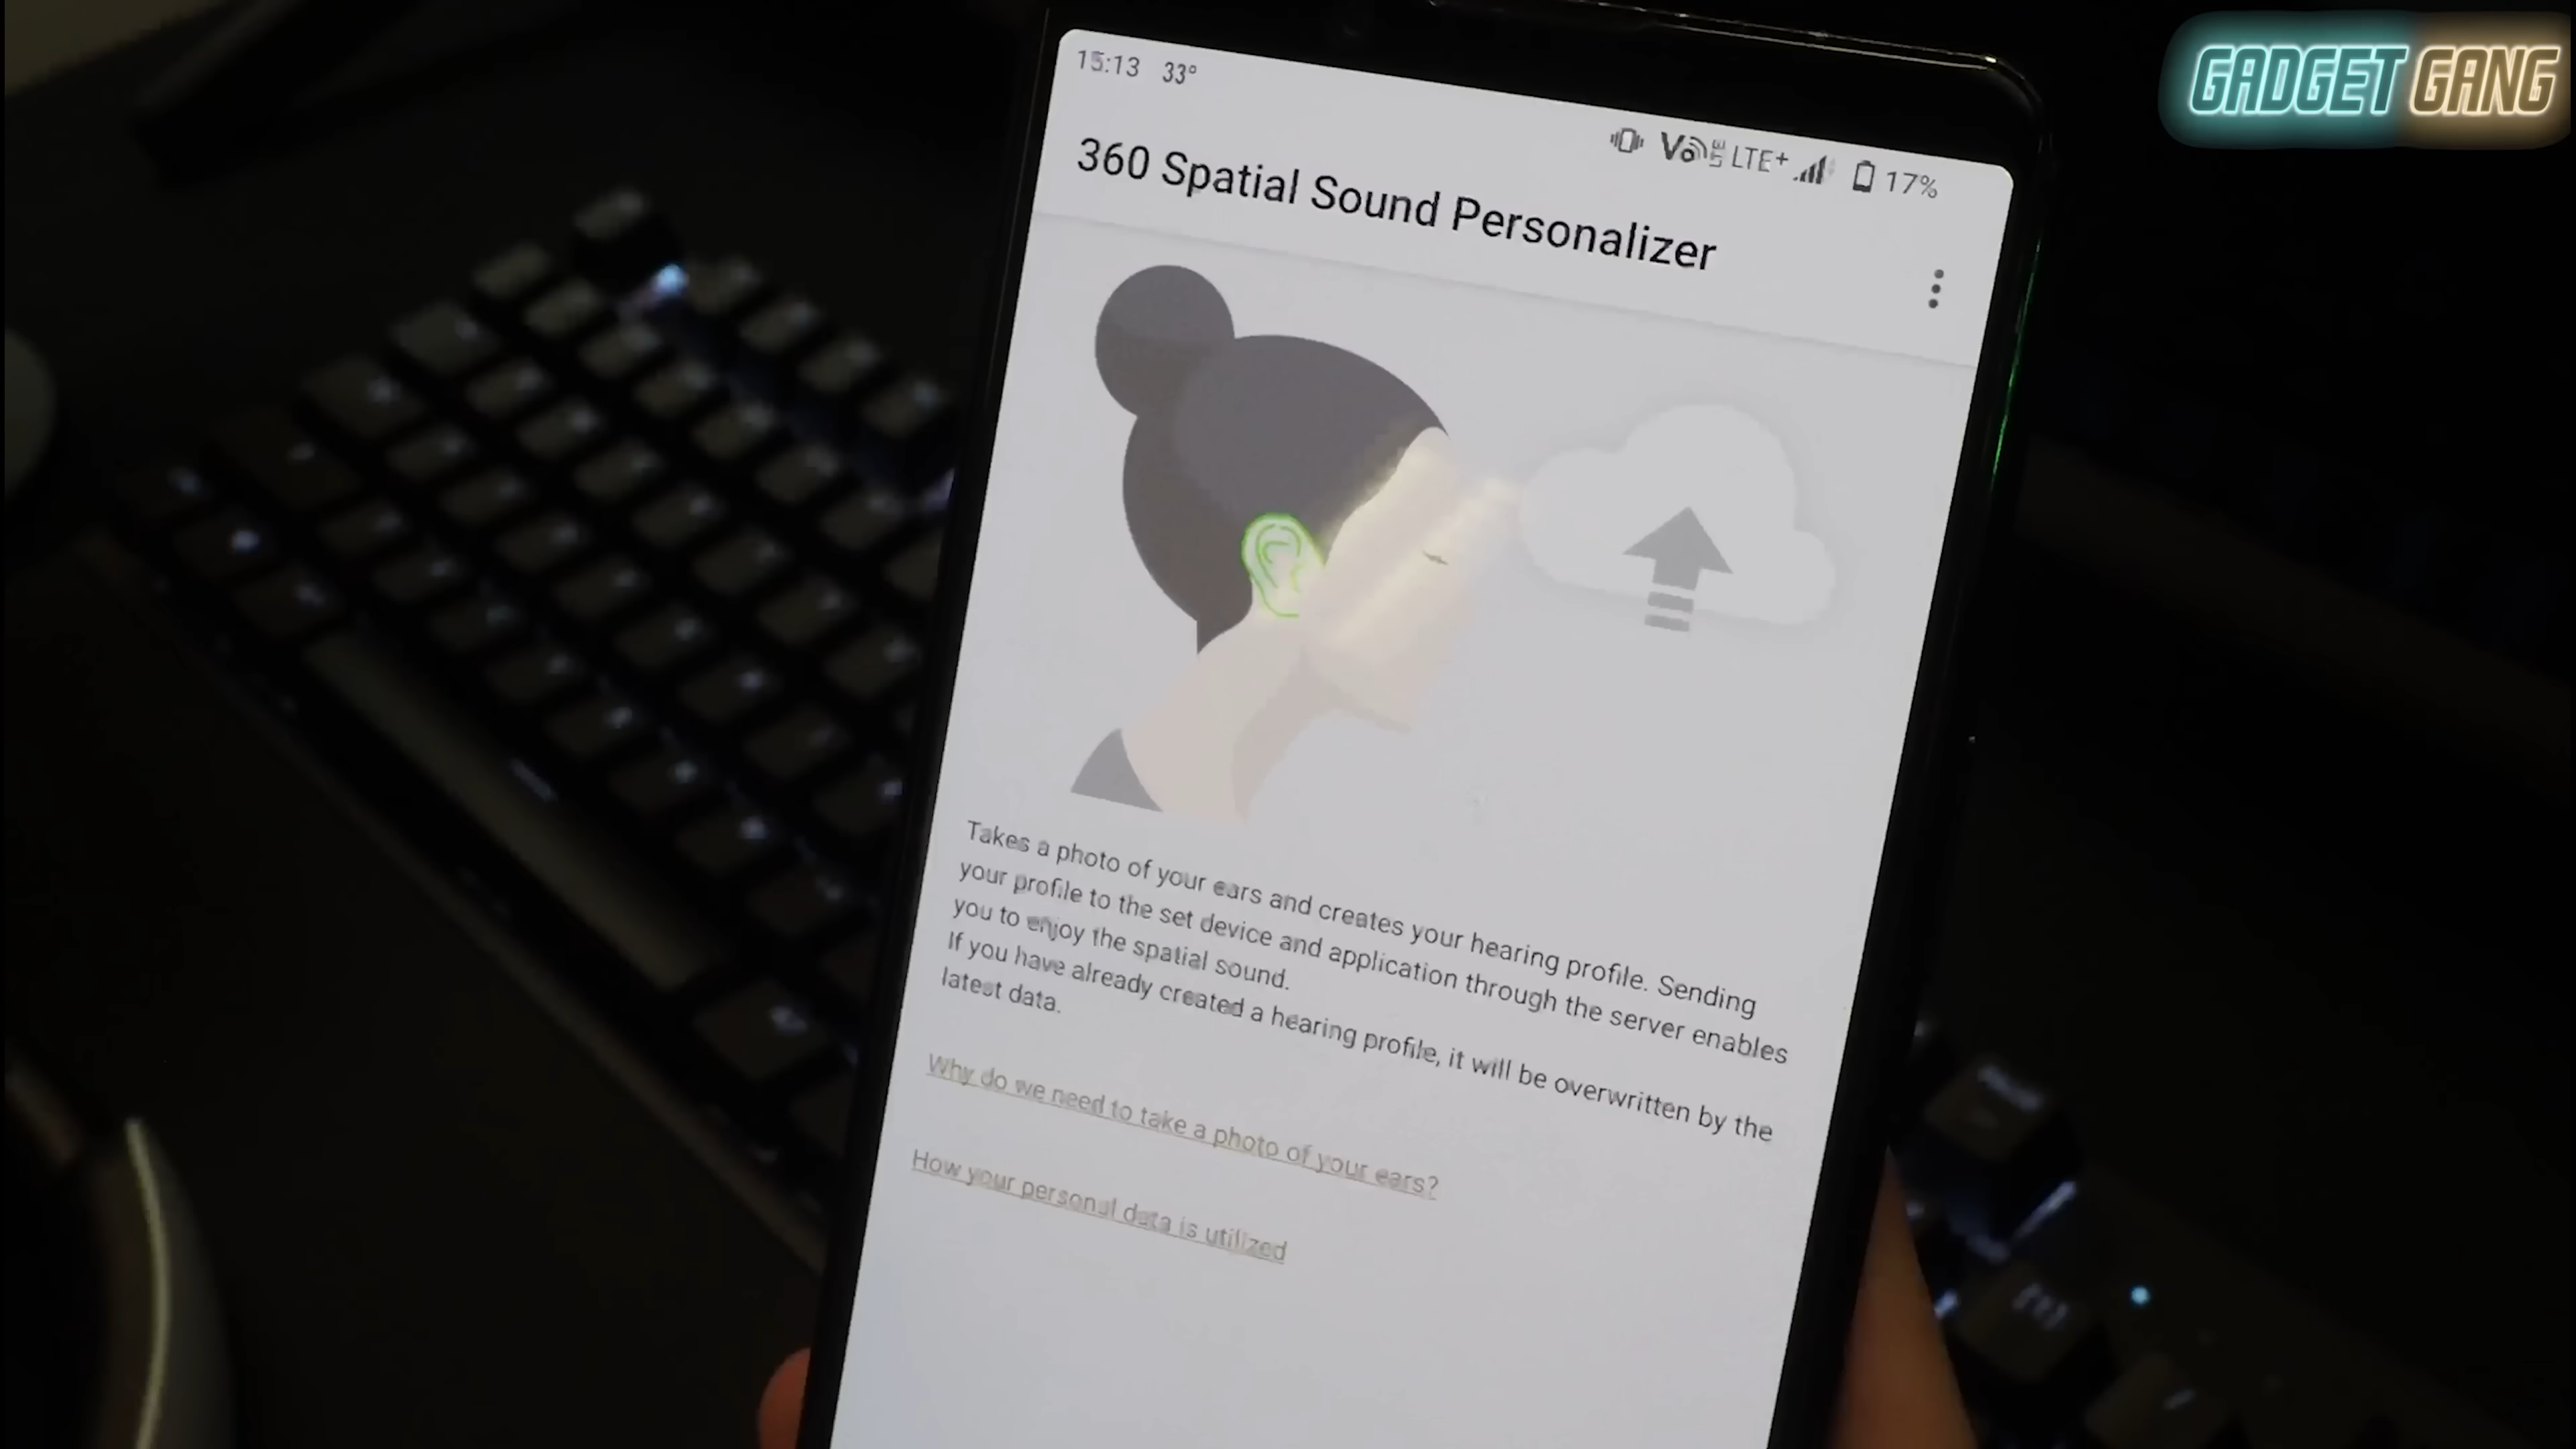 GADGET GANG
15:13 33°
LTE+ 17%
360 Spatial Sound Personalizer
Takes a photo of your ears and creates your hearing profile. Sending
your profile to the set device and application through the server enables
you to enjoy the spatial sound.
If you have already created a hearing profile, it will be overwritten by the
latest data.
Why do we need to take a photo of your ears?
How your personal data is utilized